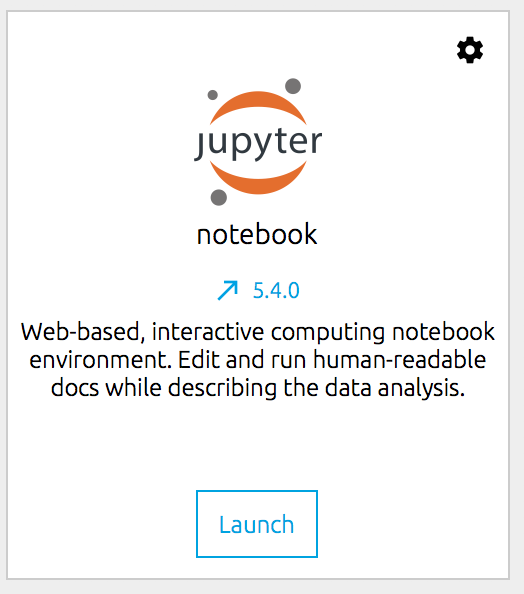 jupyter
notebook
5.4.0
Web-based, interactive computing notebook
environment. Edit and run human-readable
docs while describing the data analysis.
Launch